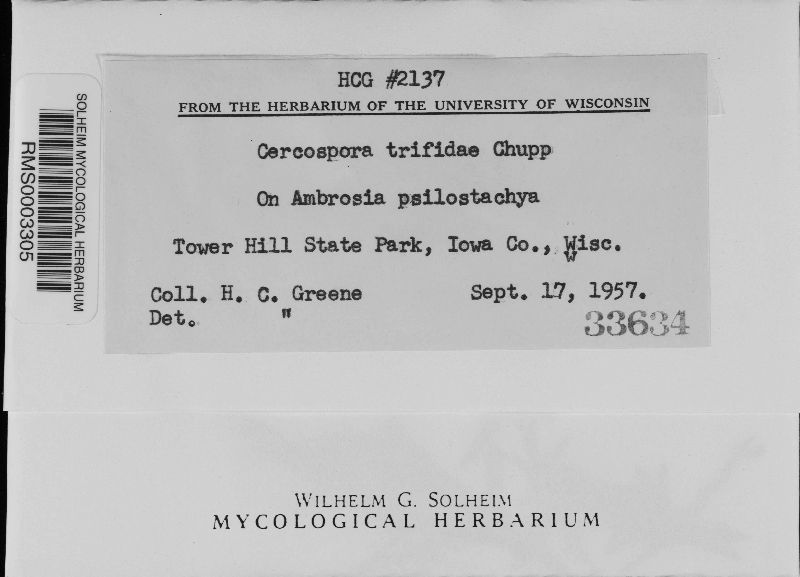 HCG #2137
FROM THE HERBARIUM OF THE UNIVERSITY OF WISCONSIN
Cercospora trifidae Chupp
On Ambrosia psilostachya
Tower Hill State Park, Iowa Co., Wisc.
Coll. H. C. Greene Sept. 17, 1957.
Det. "
33634
SOLHEIM MYCOLOGICAL HERBARIUM
RMS0003305
WILHELM G. SOLHEIM
MYCOLOGICAL HERBARIUM